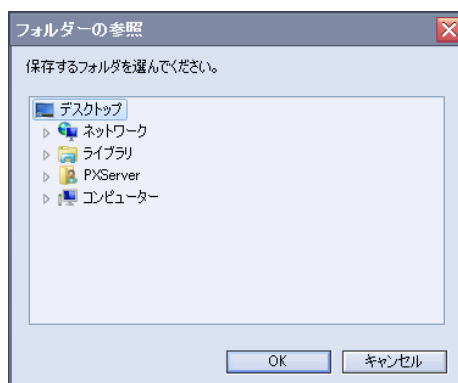 フォルダーの参照
保存するフォルダを選んでください。
デスクトップ
ネットワーク
ライブラリ
PXServer
コンピューター
OK キャンセル